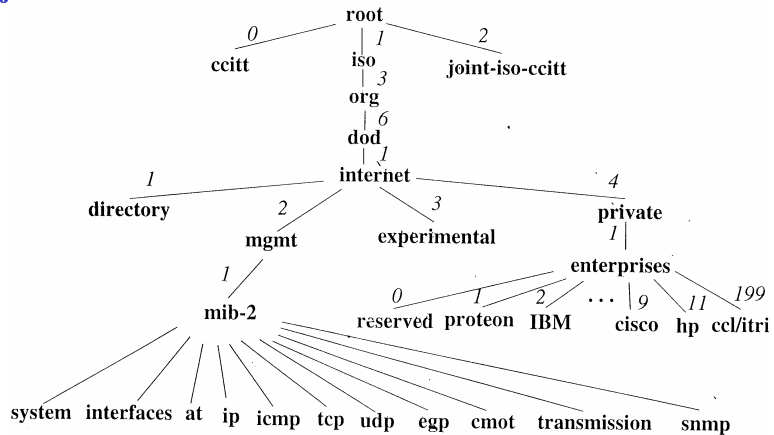 root
0 1 2
ccitt iso joint-iso-ccitt
3
org
6
dod
1
internet
1 2 3 4
directory mgmt experimental private
1 1
enterprises
mib-2
0 1 2 ... 9 11 199
reserved proteon IBM cisco hp ccl/itri
system interfaces at ip icmp tcp udp egp cmot transmission snmp